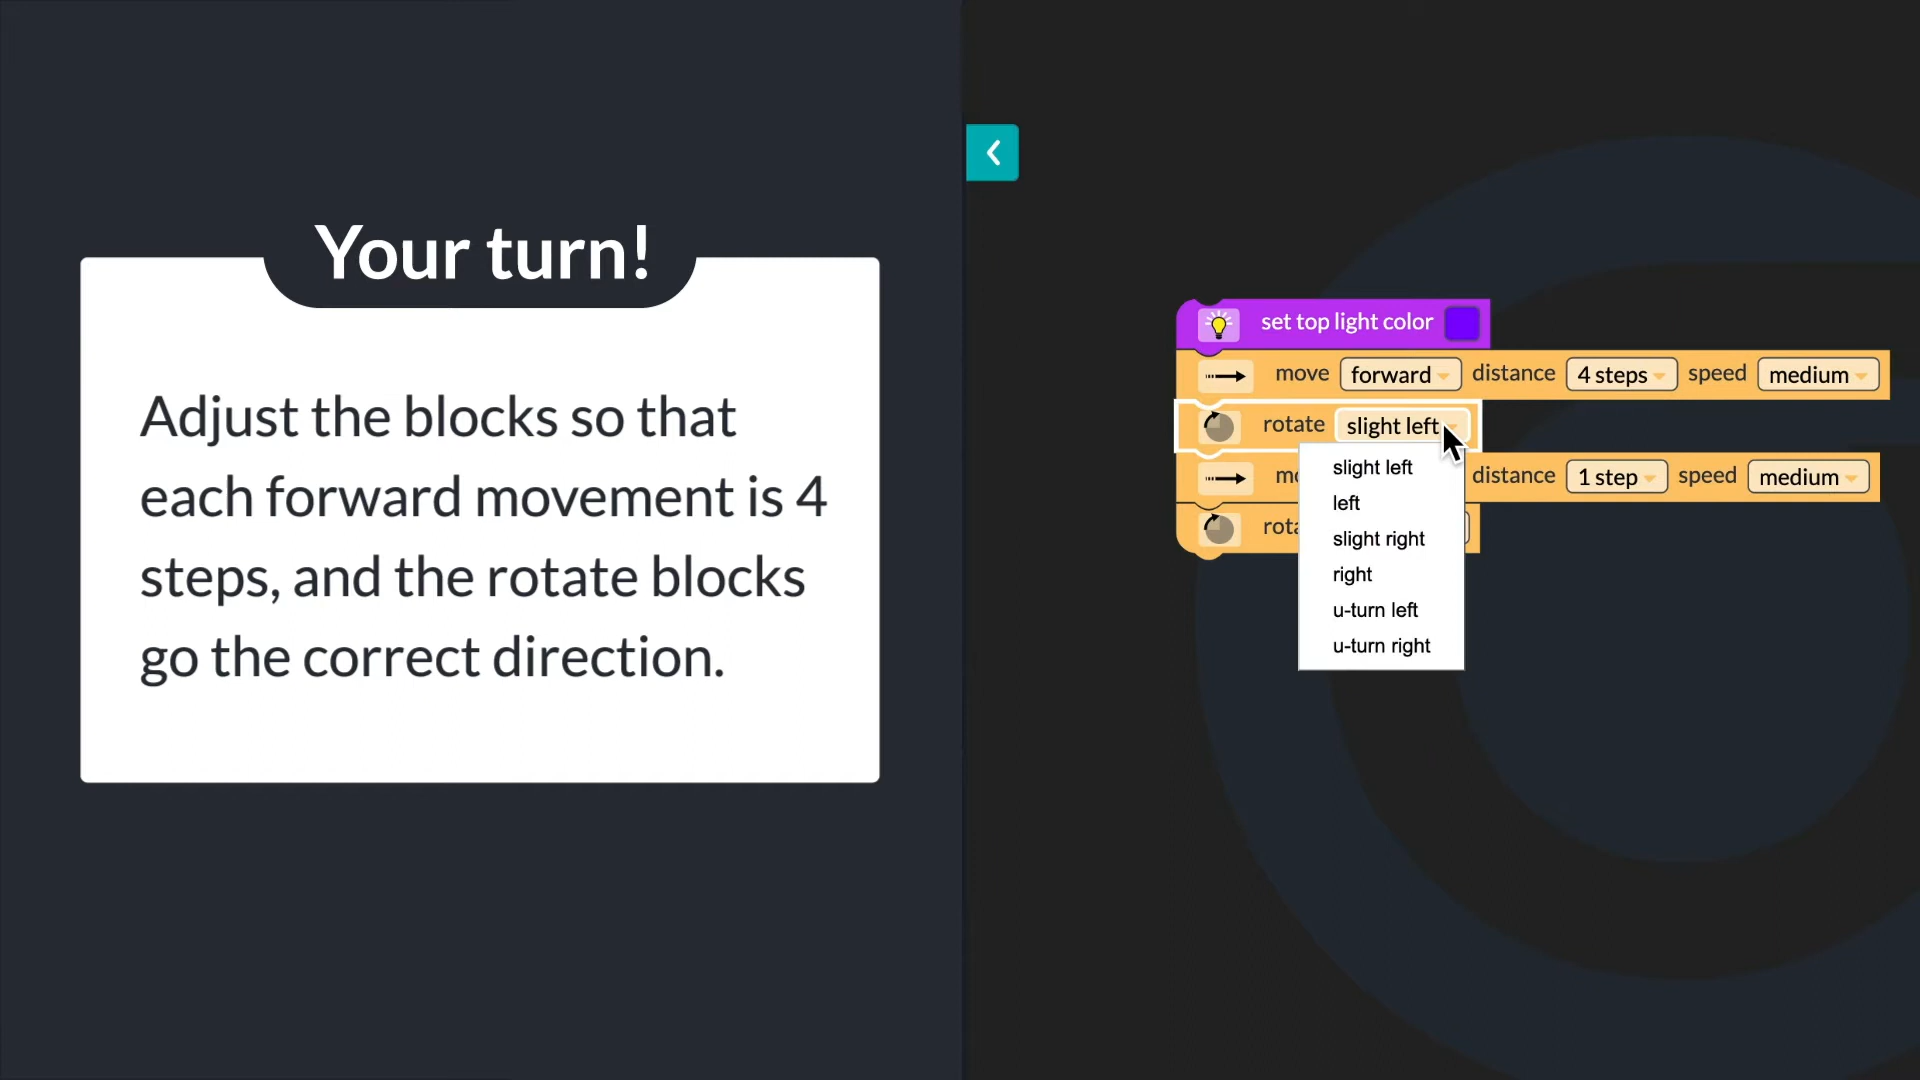 Your turn!
Adjust the blocks so that
each forward movement is 4
steps, and the rotate blocks
go the correct direction.
set top light color
move forward distance 4 steps speed medium
rotate slight left
distance 1 step speed medium
slight left
left
slight right
right
u-turn left
u-turn right